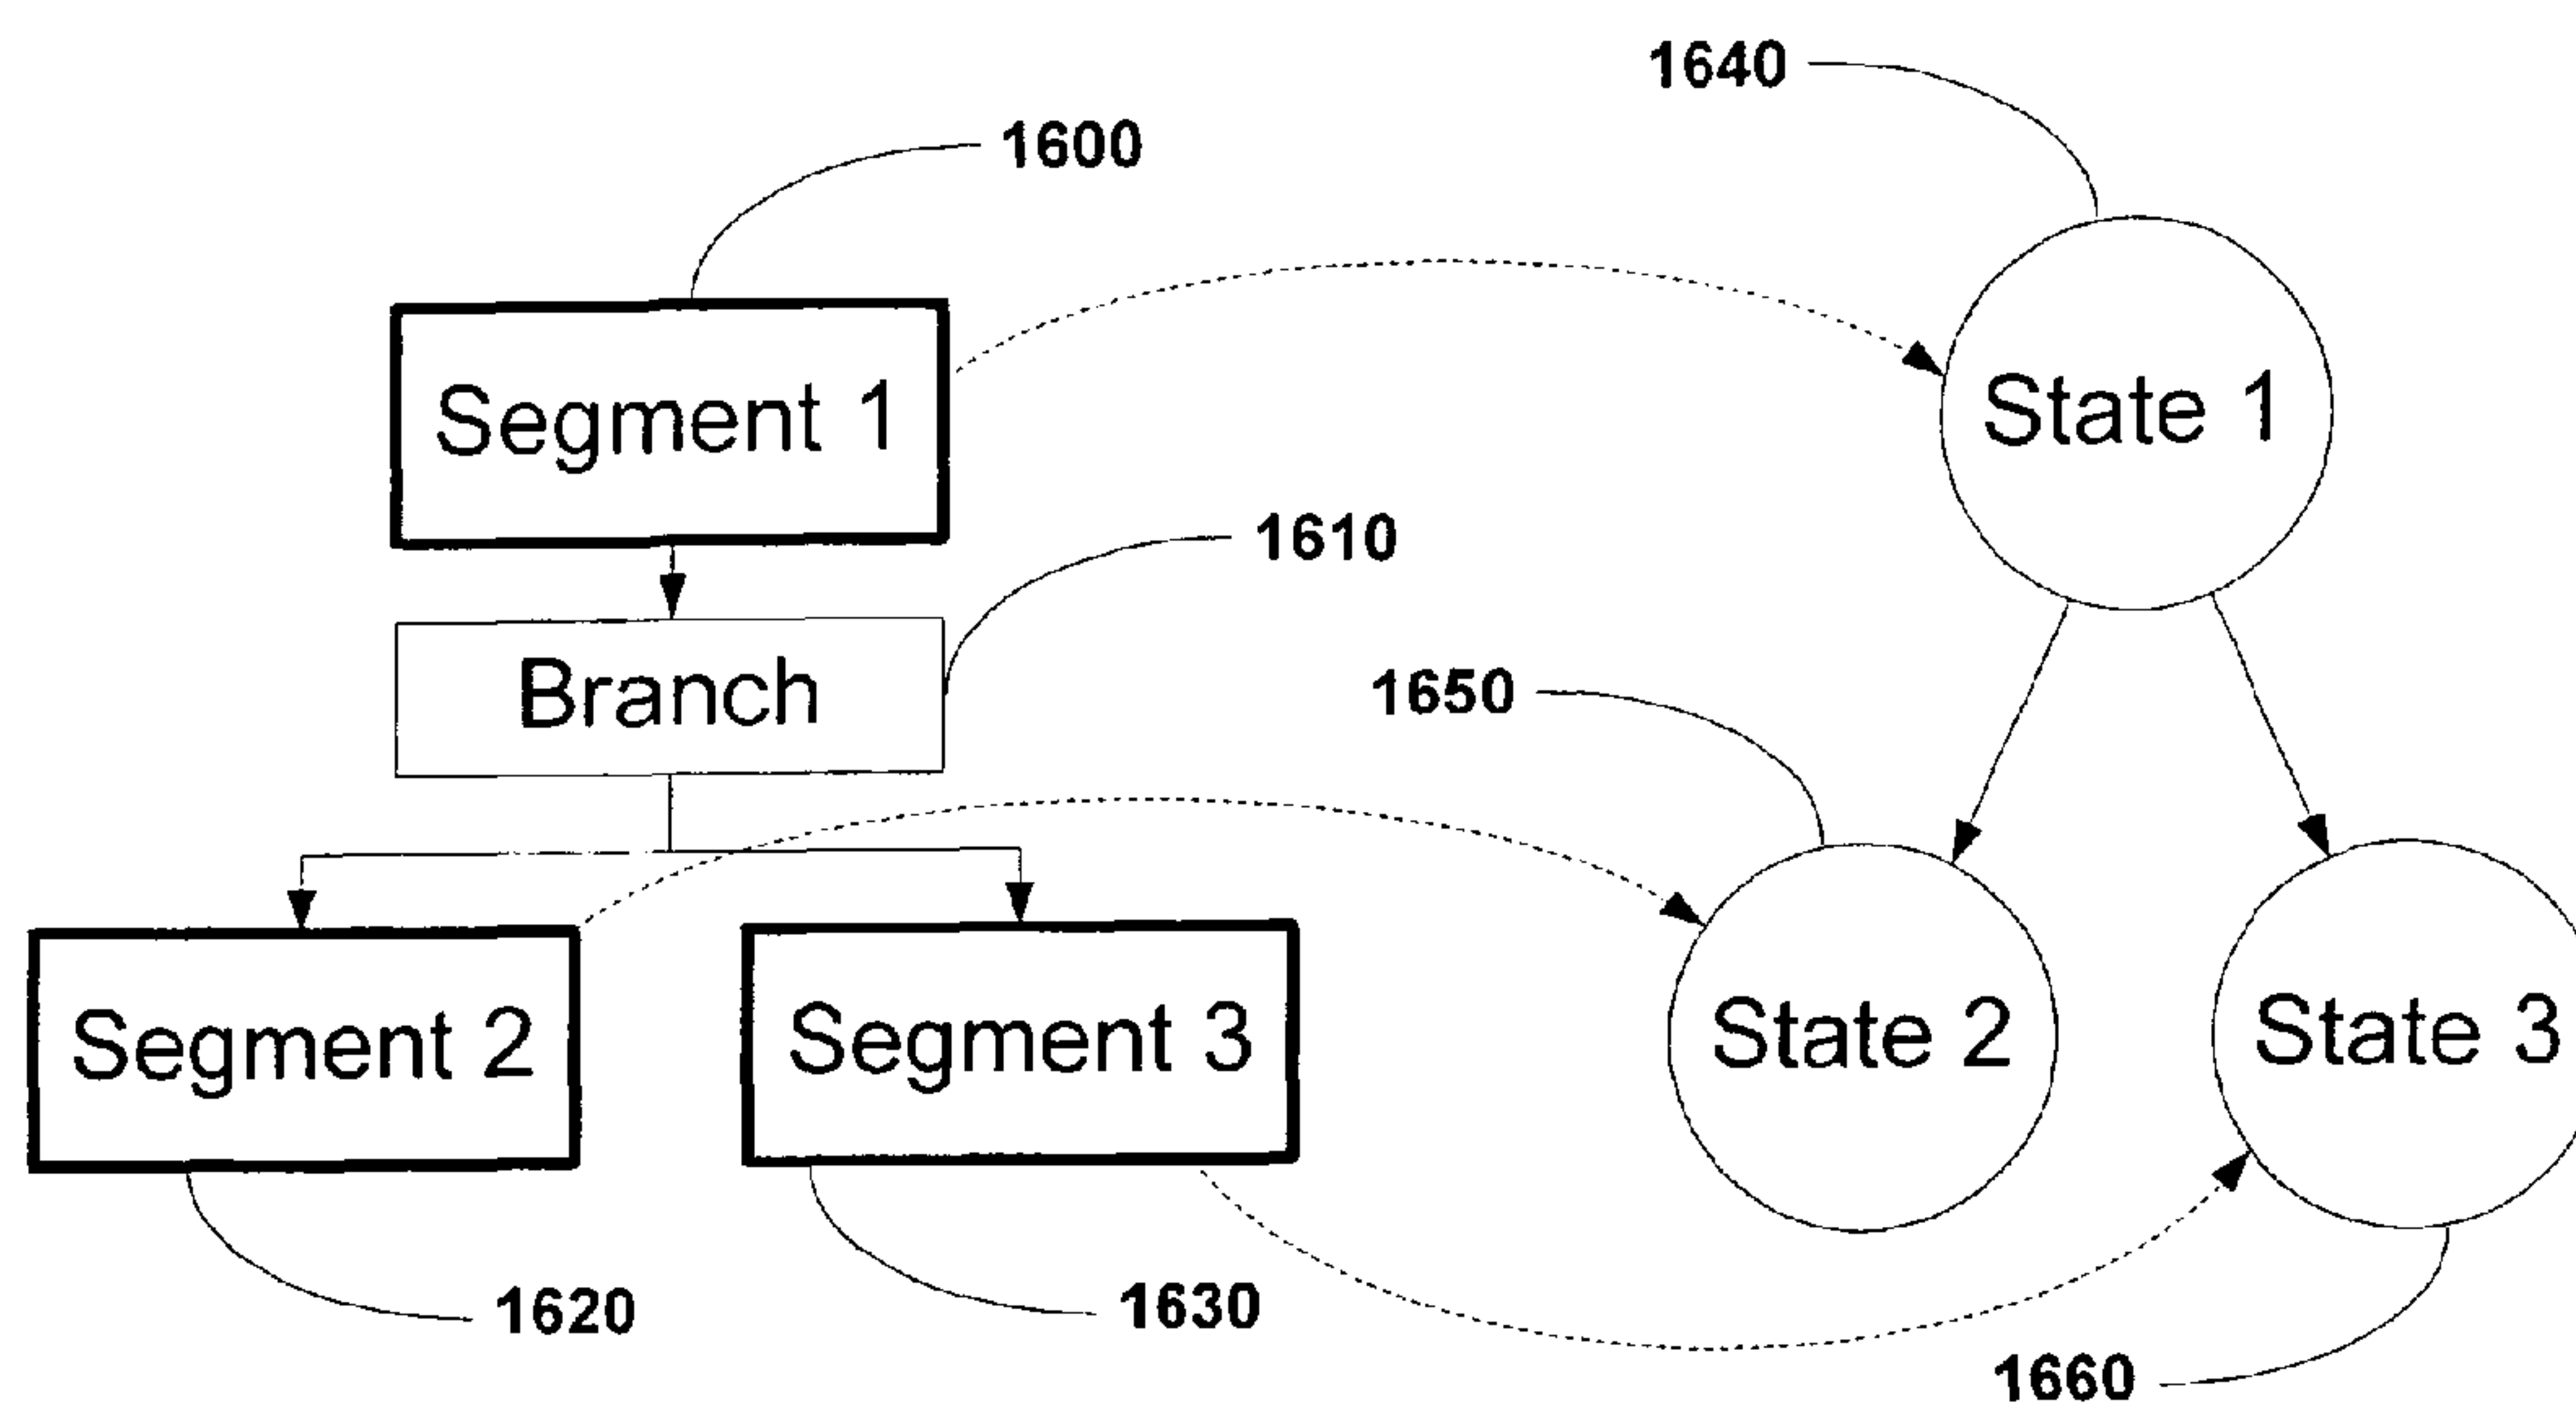 1640
1600
Segment 1
State 1
1610
Branch
1650
Segment 2
Segment 3
State 2
State 3
1620
1630
1660